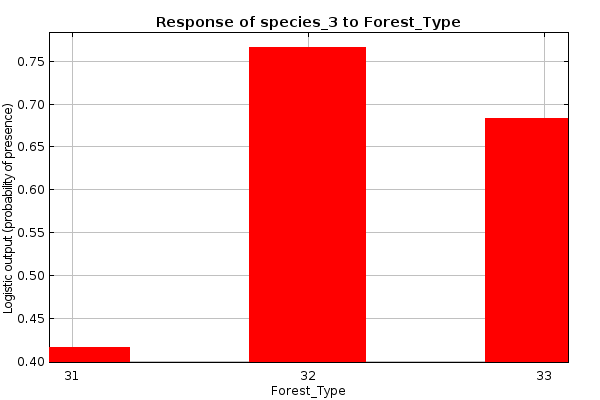 Response of species_3 to Forest_Type
Logistic output (probability of presence)
0.75
0.70
0.65
0.60
0.55
0.50
0.45
0.40
31 32 33
Forest_Type